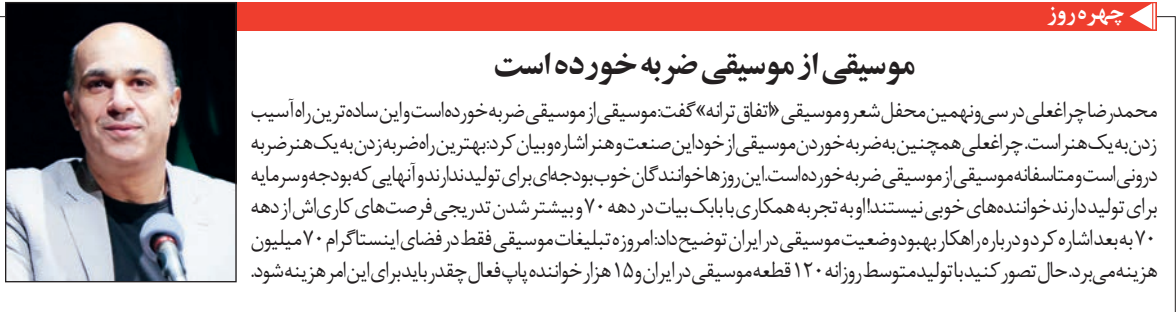 چهره روز
موسیقی از موسیقی ضربه خورده است
محمدرضا چراغعلی در سی‌ونهمین محفل شعر و موسیقی «اتفاق ترانه» گفت: موسیقی از موسیقی ضربه خورده است و این ساده‌ترین راه آسیب
زدن به یک هنر است. چراغعلی همچنین به ضربه خوردن موسیقی از خود این صنعت و هنر اشاره و بیان کرد: بهترین راه ضربه زدن به یک هنر ضربه
درونی است و متاسفانه موسیقی از موسیقی ضربه خورده است. این روزها خوانندگان خوب بودجه‌ای برای تولید ندارند و آنهایی که بودجه و سرمایه
برای تولید دارند خواننده‌های خوبی نیستند! او به تجربه همکاری با بابک بیات در دهه ۷۰ و بیشتر شدن تدریجی فرصت‌های کاری‌اش از دهه
۷۰ به بعد اشاره کرد و درباره راهکار بهبود وضعیت موسیقی در ایران توضیح داد: امروزه تبلیغات موسیقی فقط در فضای اینستاگرام ۷۰ میلیون
هزینه می‌برد. حال تصور کنید با تولید متوسط روزانه ۱۲۰ قطعه موسیقی در ایران و ۱۵ هزار خواننده پاپ فعال چقدر باید برای این امر هزینه شود.